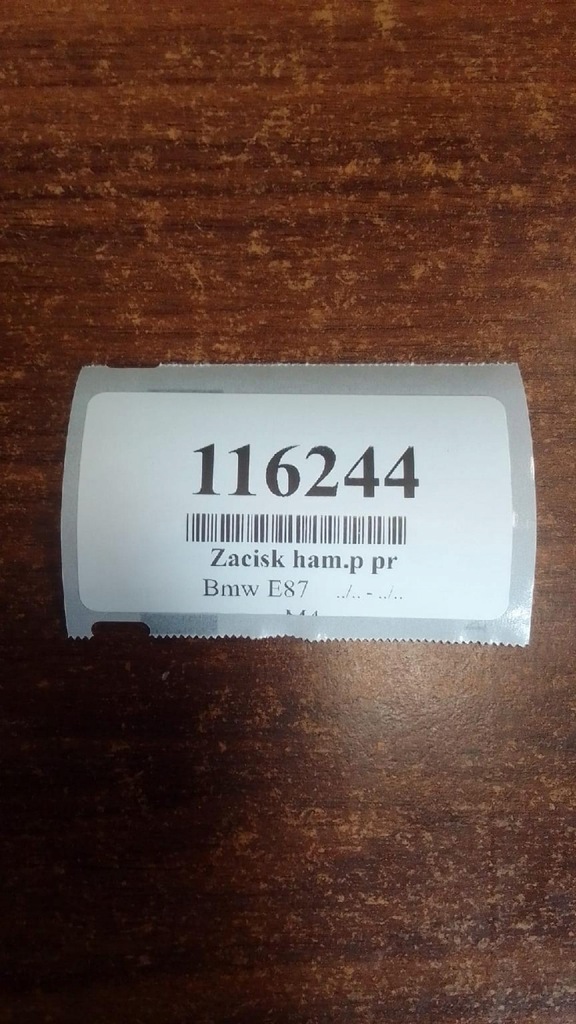 116244
Zacisk ham.p pr
Bmw E87 ../.. - ../..